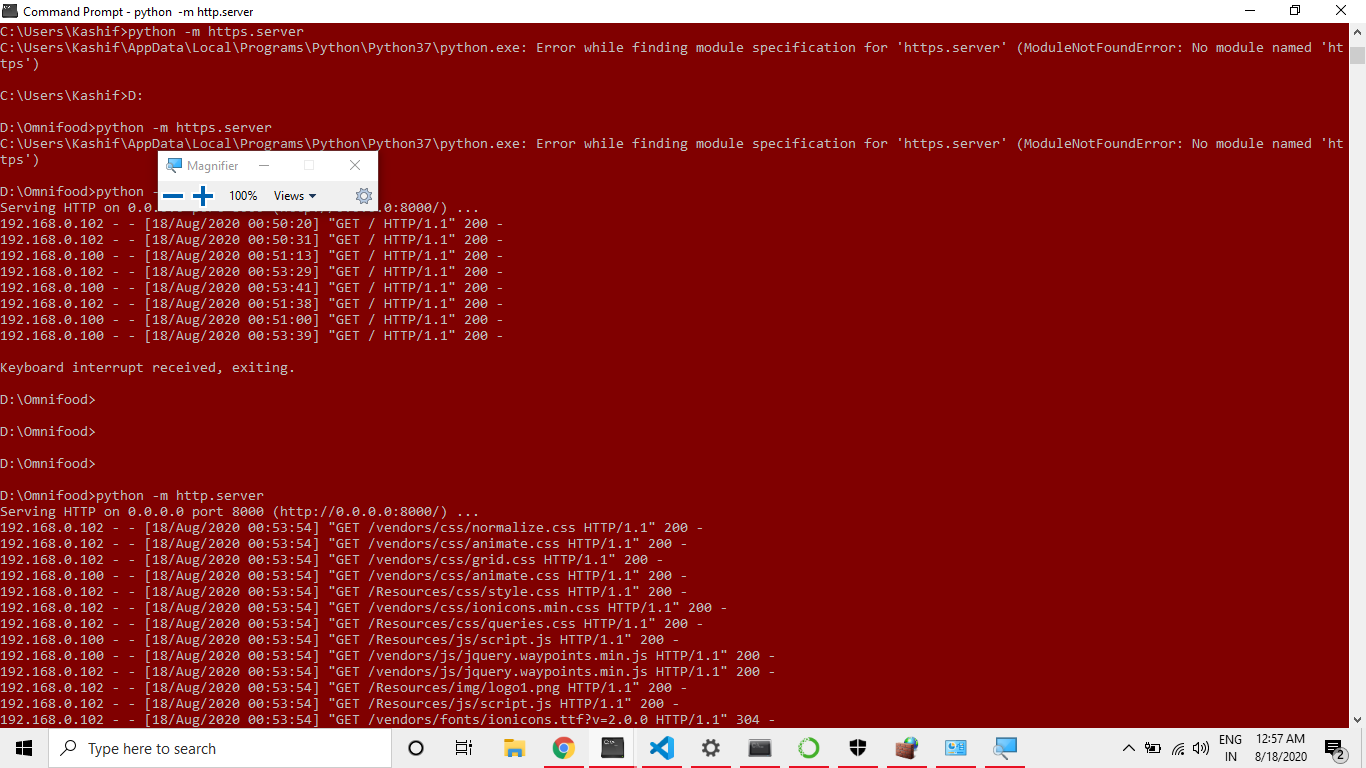 Command Prompt - python  -m http.server
C:\Users\Kashif>python -m https.server
C:\Users\Kashif\AppData\Local\Programs\Python\Python37\python.exe: Error while finding module specification for 'https.server' (ModuleNotFoundError: No module named 'ht
tps')
C:\Users\Kashif>D:
D:\Omnifood>python -m https.server
C:\Users\Kashif\AppData\Local\Programs\Python\Python37\python.exe: Error while finding module specification for 'https.server' (ModuleNotFoundError: No module named 'ht
tps')
Magnifier
100%
Views
D:\Omnifood>python -
Serving HTTP on 0.0. :8000/) ...
192.168.0.102 - - [18/Aug/2020 00:50:20] "GET / HTTP/1.1" 200 -
192.168.0.102 - - [18/Aug/2020 00:50:31] "GET / HTTP/1.1" 200 -
192.168.0.100 - - [18/Aug/2020 00:51:13] "GET / HTTP/1.1" 200 -
192.168.0.102 - - [18/Aug/2020 00:53:29] "GET / HTTP/1.1" 200 -
192.168.0.100 - - [18/Aug/2020 00:53:41] "GET / HTTP/1.1" 200 -
192.168.0.102 - - [18/Aug/2020 00:51:38] "GET / HTTP/1.1" 200 -
192.168.0.100 - - [18/Aug/2020 00:51:00] "GET / HTTP/1.1" 200 -
192.168.0.100 - - [18/Aug/2020 00:53:39] "GET / HTTP/1.1" 200 -
Keyboard interrupt received, exiting.
D:\Omnifood>
D:\Omnifood>
D:\Omnifood>
D:\Omnifood>python -m http.server
Serving HTTP on 0.0.0.0 port 8000 (http://0.0.0.0:8000/) ...
192.168.0.102 - - [18/Aug/2020 00:53:54] "GET /vendors/css/normalize.css HTTP/1.1" 200 -
192.168.0.102 - - [18/Aug/2020 00:53:54] "GET /vendors/css/animate.css HTTP/1.1" 200 -
192.168.0.102 - - [18/Aug/2020 00:53:54] "GET /vendors/css/grid.css HTTP/1.1" 200 -
192.168.0.100 - - [18/Aug/2020 00:53:54] "GET /vendors/css/animate.css HTTP/1.1" 200 -
192.168.0.102 - - [18/Aug/2020 00:53:54] "GET /Resources/css/style.css HTTP/1.1" 200 -
192.168.0.102 - - [18/Aug/2020 00:53:54] "GET /vendors/css/ionicons.min.css HTTP/1.1" 200 -
192.168.0.102 - - [18/Aug/2020 00:53:54] "GET /Resources/css/queries.css HTTP/1.1" 200 -
192.168.0.100 - - [18/Aug/2020 00:53:54] "GET /Resources/js/script.js HTTP/1.1" 200 -
192.168.0.100 - - [18/Aug/2020 00:53:54] "GET /vendors/js/jquery.waypoints.min.js HTTP/1.1" 200 -
192.168.0.102 - - [18/Aug/2020 00:53:54] "GET /vendors/js/jquery.waypoints.min.js HTTP/1.1" 200 -
192.168.0.102 - - [18/Aug/2020 00:53:54] "GET /Resources/img/logo1.png HTTP/1.1" 200 -
192.168.0.102 - - [18/Aug/2020 00:53:54] "GET /Resources/js/script.js HTTP/1.1" 200 -
192.168.0.102 - - [18/Aug/2020 00:53:54] "GET /vendors/fonts/ionicons.ttf?v=2.0.0 HTTP/1.1" 304 -
Type here to search
ENG
IN
12:57 AM
8/18/2020
2